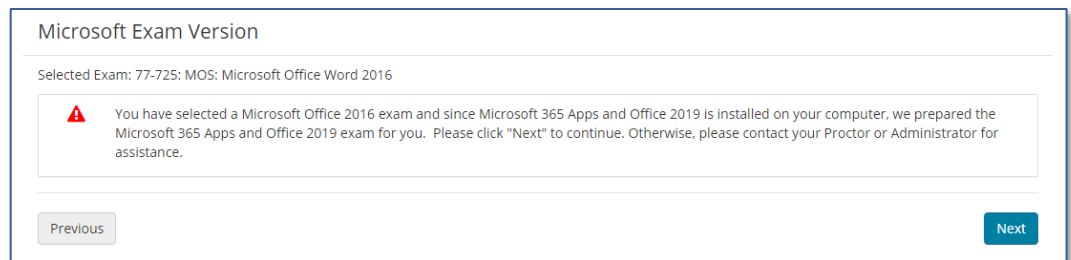 Microsoft Exam Version
Selected Exam: 77-725: MOS: Microsoft Office Word 2016
You have selected a Microsoft Office 2016 exam and since Microsoft 365 Apps and Office 2019 is installed on your computer, we prepared the
Microsoft 365 Apps and Office 2019 exam for you.  Please click "Next" to continue. Otherwise, please contact your Proctor or Administrator for
assistance.
Previous
Next